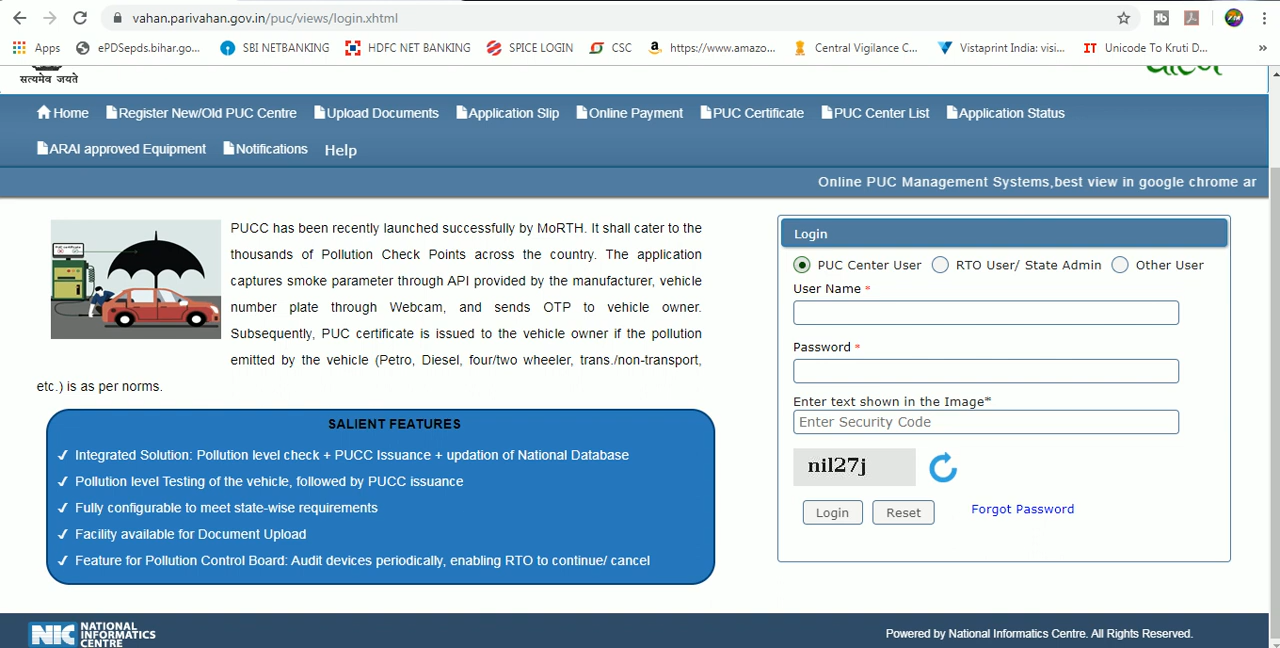 vahan.parivahan.gov.in/puc/views/login.xhtml
Apps ePDSepds.bihar.go... SBI NETBANKING HDFC NET BANKING SPICE LOGIN CSC https://www.amazo... Central Vigilance C... Vistaprint India: visi... Unicode To Kruti D... »
सत्यमेव जयते
Home Register New/Old PUC Centre Upload Documents Application Slip Online Payment PUC Certificate PUC Center List Application Status
ARAI approved Equipment Notifications Help
Online PUC Management Systems,best view in google chrome ar
PUCC has been recently launched successfully by MoRTH. It shall cater to the
thousands of Pollution Check Points across the country. The application
captures smoke parameter through API provided by the manufacturer, vehicle
number plate through Webcam, and sends OTP to vehicle owner.
Subsequently, PUC certificate is issued to the vehicle owner if the pollution
emitted by the vehicle (Petro, Diesel, four/two wheeler, trans./non-transport,
etc.) is as per norms.
SALIENT FEATURES
✓ Integrated Solution: Pollution level check + PUCC Issuance + updation of National Database
✓ Pollution level Testing of the vehicle, followed by PUCC issuance
✓ Fully configurable to meet state-wise requirements
✓ Facility available for Document Upload
✓ Feature for Pollution Control Board: Audit devices periodically, enabling RTO to continue/ cancel
Login
PUC Center User RTO User/ State Admin Other User
User Name *
Password *
Enter text shown in the Image*
Enter Security Code
nil27j
Login Reset Forgot Password
NIC NATIONAL
INFORMATICS
CENTRE
Powered by National Informatics Centre. All Rights Reserved.